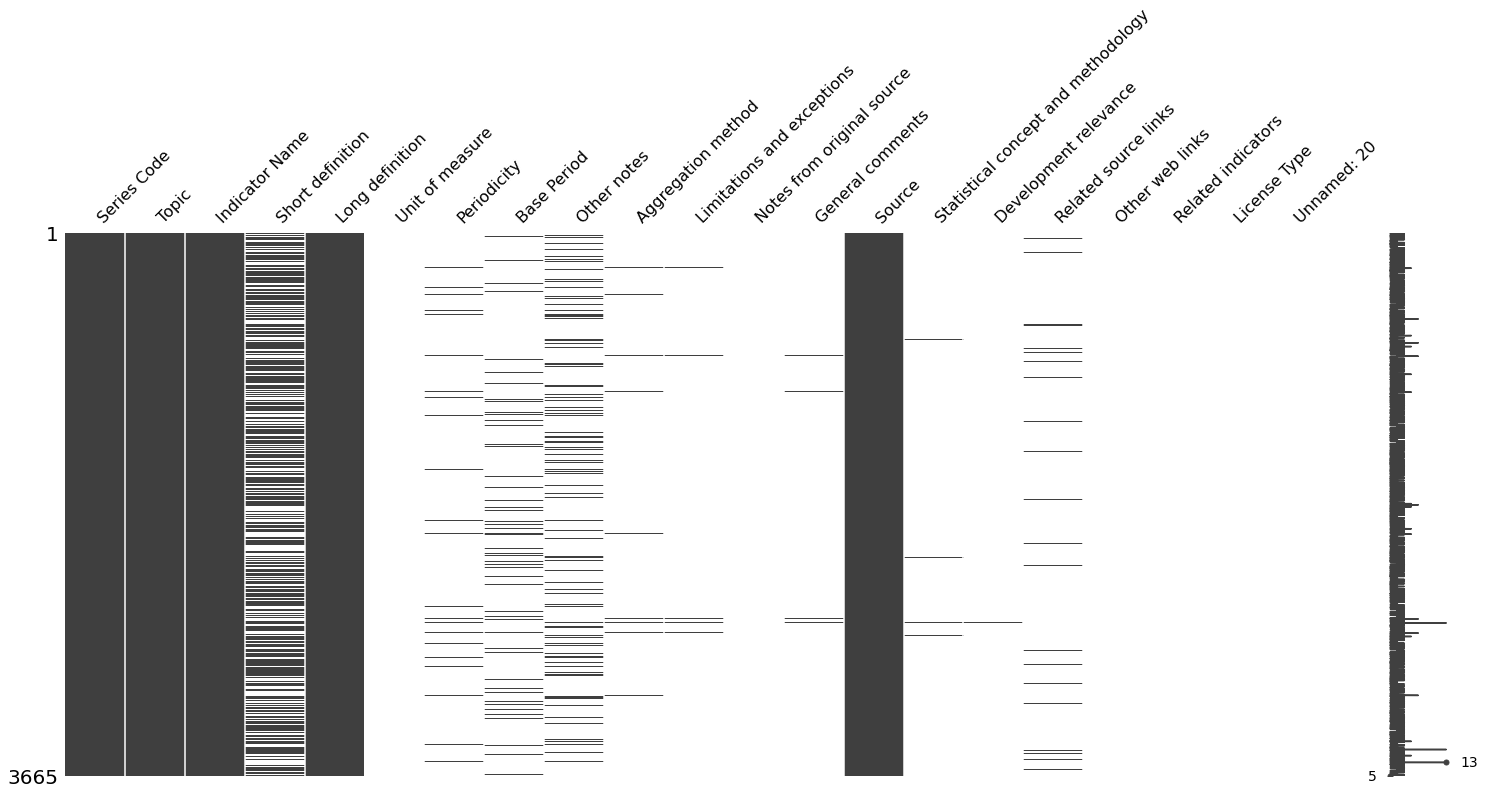 Series Code
Topic
Indicator Name
Short definition
Long definition
Unit of measure
Periodicity
Base Period
Other notes
Aggregation method
Limitations and exceptions
Notes from original source
General comments
Source
Statistical concept and methodology
Development relevance
Related source links
Other web links
Related indicators
License Type
Unnamed: 20
1
3665
13
5